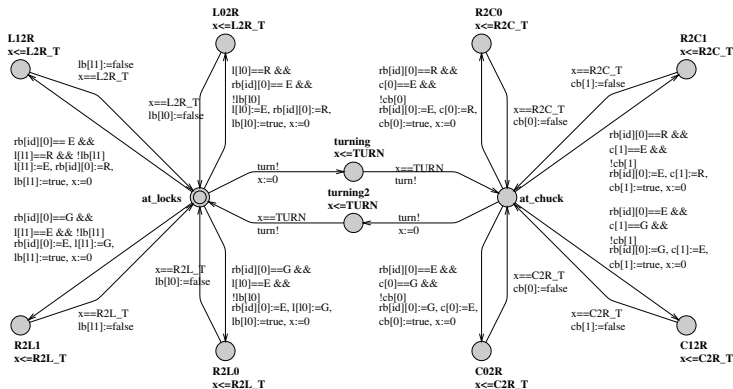 L12R
x<=L2R_T
L02R
x<=L2R_T
R2C0
x<=R2C_T
R2C1
x<=R2C_T
lb[l1]:=false
x==L2R_T
l[l0]==R &&
rb[id][0]== E &&
!lb[l0]
l[l0]:=E, rb[id][0]:=R,
lb[l0]:=true, x:=0
x==L2R_T
lb[l0]:=false
rb[id][0]==R &&
c[0]==E &&
!cb[0]
rb[id][0]:=E, c[0]:=R,
cb[0]:=true, x:=0
x==R2C_T
cb[0]:=false
x==R2C_T
cb[1]:=false
rb[id][0]== E &&
l[l1]==R && !lb[l1]
l[l1]:=E, rb[id][0]:=R,
lb[l1]:=true, x:=0
rb[id][0]==R &&
c[1]==E &&
!cb[1]
rb[id][0]:=E, c[1]:=R,
cb[1]:=true, x:=0
turning
x<=TURN
turn!
x:=0
x==TURN
turn!
at_locks
at_chuck
turning2
x<=TURN
x==TURN
turn!
turn!
x:=0
rb[id][0]==G &&
l[l1]==E && !lb[l1]
rb[id][0]:=E, l[l1]:=G,
lb[l1]:=true, x:=0
rb[id][0]==E &&
c[1]==G &&
!cb[1]
rb[id][0]:=G, c[1]:=E,
cb[1]:=true, x:=0
x==R2L_T
lb[l0]:=false
rb[id][0]==G &&
l[l0]==E &&
!lb[l0]
rb[id][0]:=E, l[l0]:=G,
lb[l0]:=true, x:=0
rb[id][0]==E &&
c[0]==G &&
!cb[0]
rb[id][0]:=G, c[0]:=E,
cb[0]:=true, x:=0
x==C2R_T
cb[0]:=false
x==R2L_T
lb[l1]:=false
x==C2R_T
cb[1]:=false
R2L1
x<=R2L_T
R2L0
x<=R2L_T
C02R
x<=C2R_T
C12R
x<=C2R_T